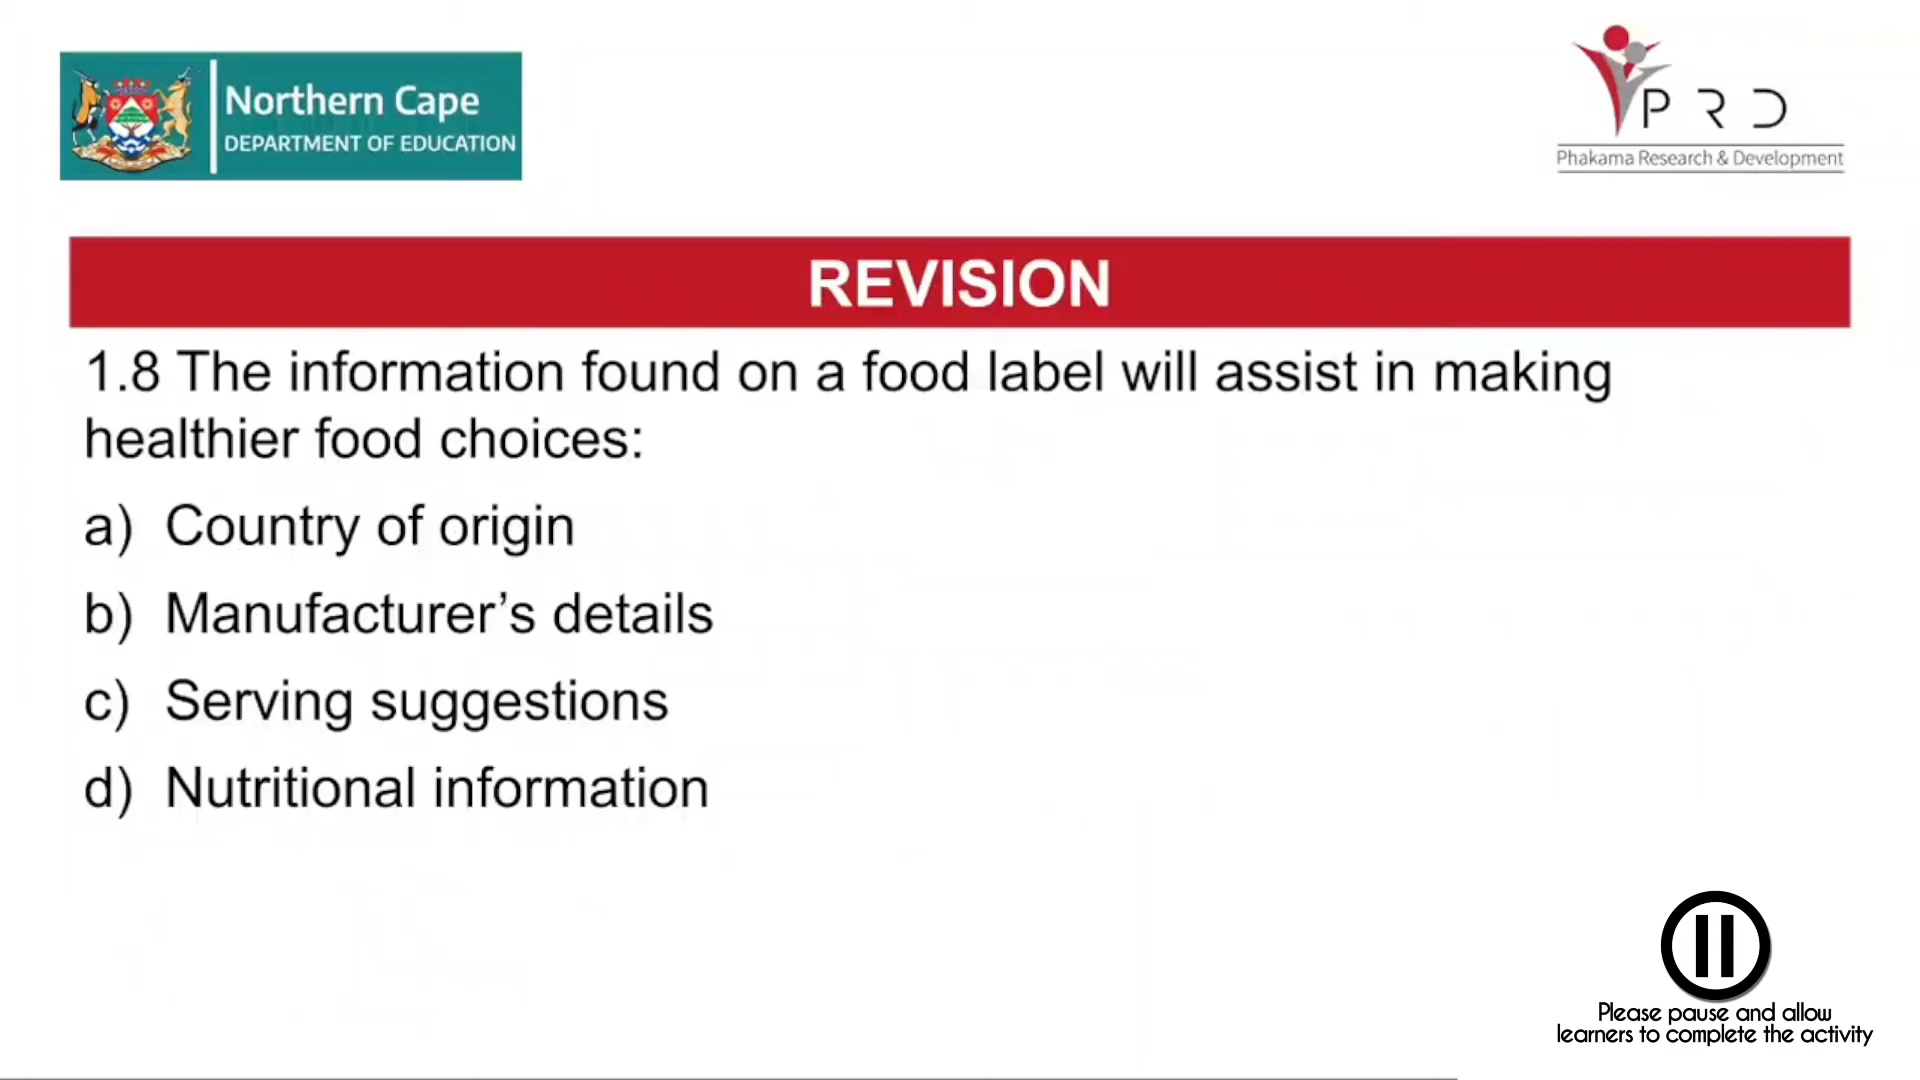 Northern Cape
DEPARTMENT OF EDUCATION
PRD
Phakama Research & Development
REVISION
1.8 The information found on a food label will assist in making
healthier food choices:
a) Country of origin
b) Manufacturer’s details
c) Serving suggestions
d) Nutritional information
Please pause and allow
learners to complete the activity